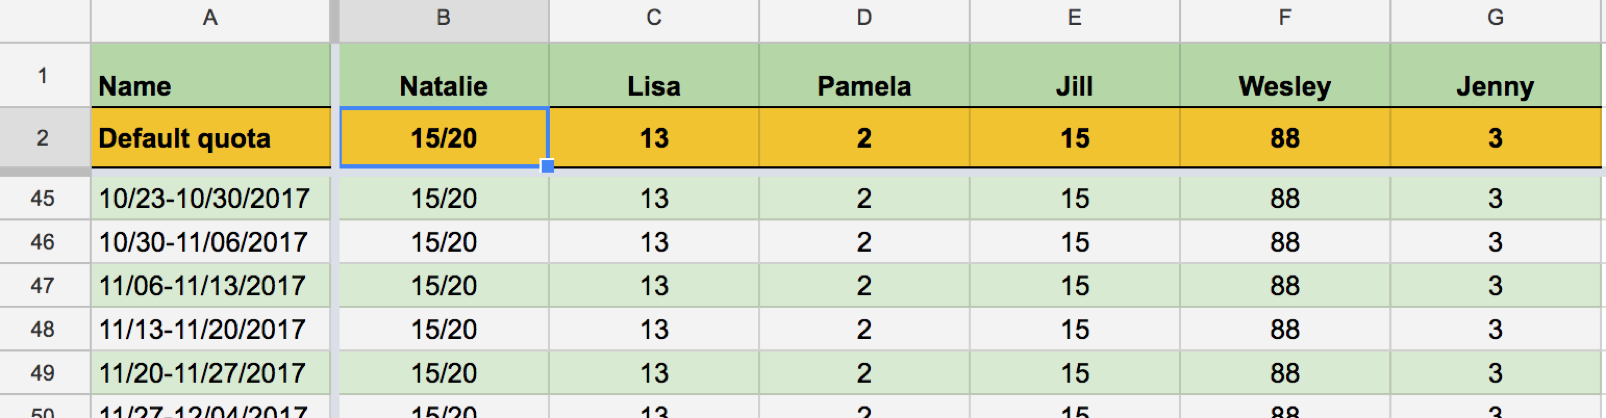 A B C D E F G
1 Name Natalie Lisa Pamela Jill Wesley Jenny
2 Default quota 15/20 13 2 15 88 3
45 10/23-10/30/2017 15/20 13 2 15 88 3
46 10/30-11/06/2017 15/20 13 2 15 88 3
47 11/06-11/13/2017 15/20 13 2 15 88 3
48 11/13-11/20/2017 15/20 13 2 15 88 3
49 11/20-11/27/2017 15/20 13 2 15 88 3
50 11/27-12/04/2017 15/20 13 2 15 88 3